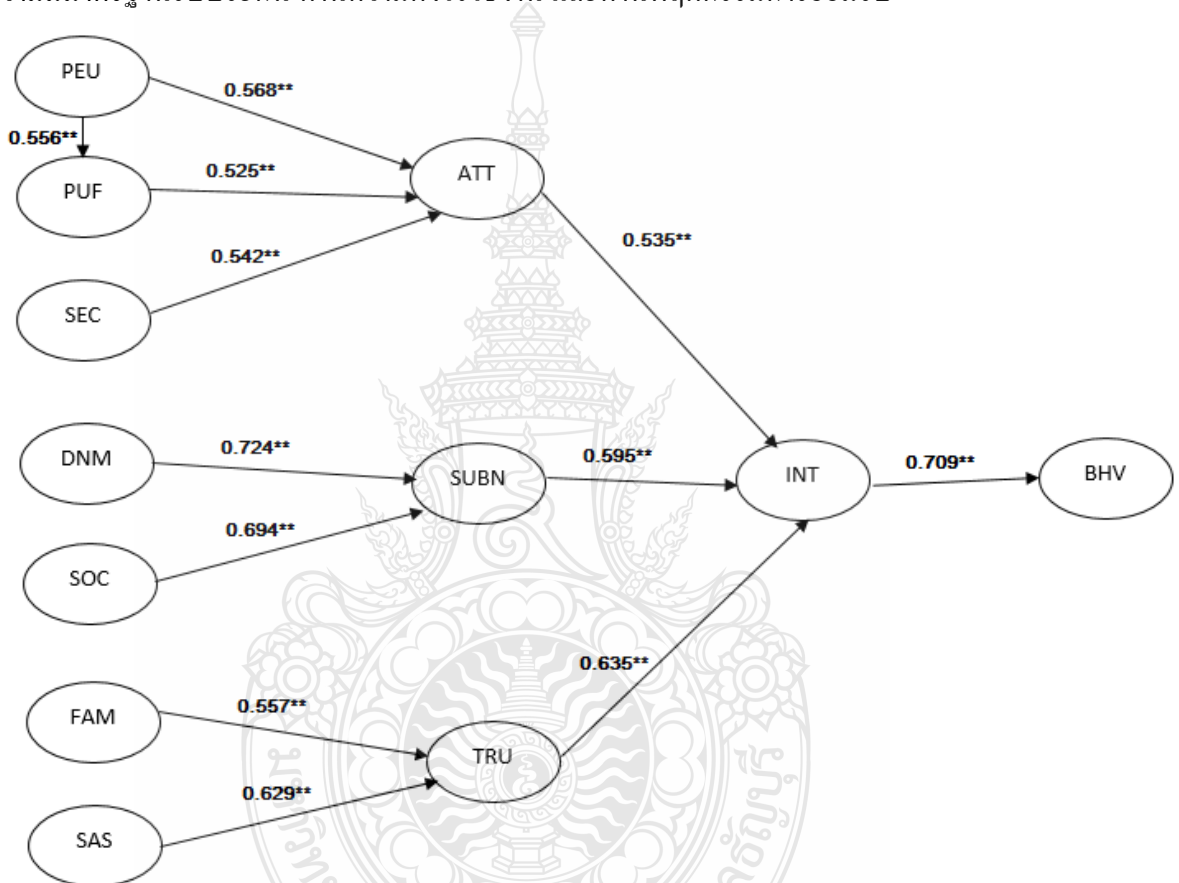 PEU
0.568**
0.556**
PUF
0.525**
ATT
SEC
0.542**
0.535**
DNM
0.724**
SUBN
0.595**
INT
0.709**
BHV
SOC
0.694**
FAM
0.557**
0.635**
TRU
SAS
0.629**